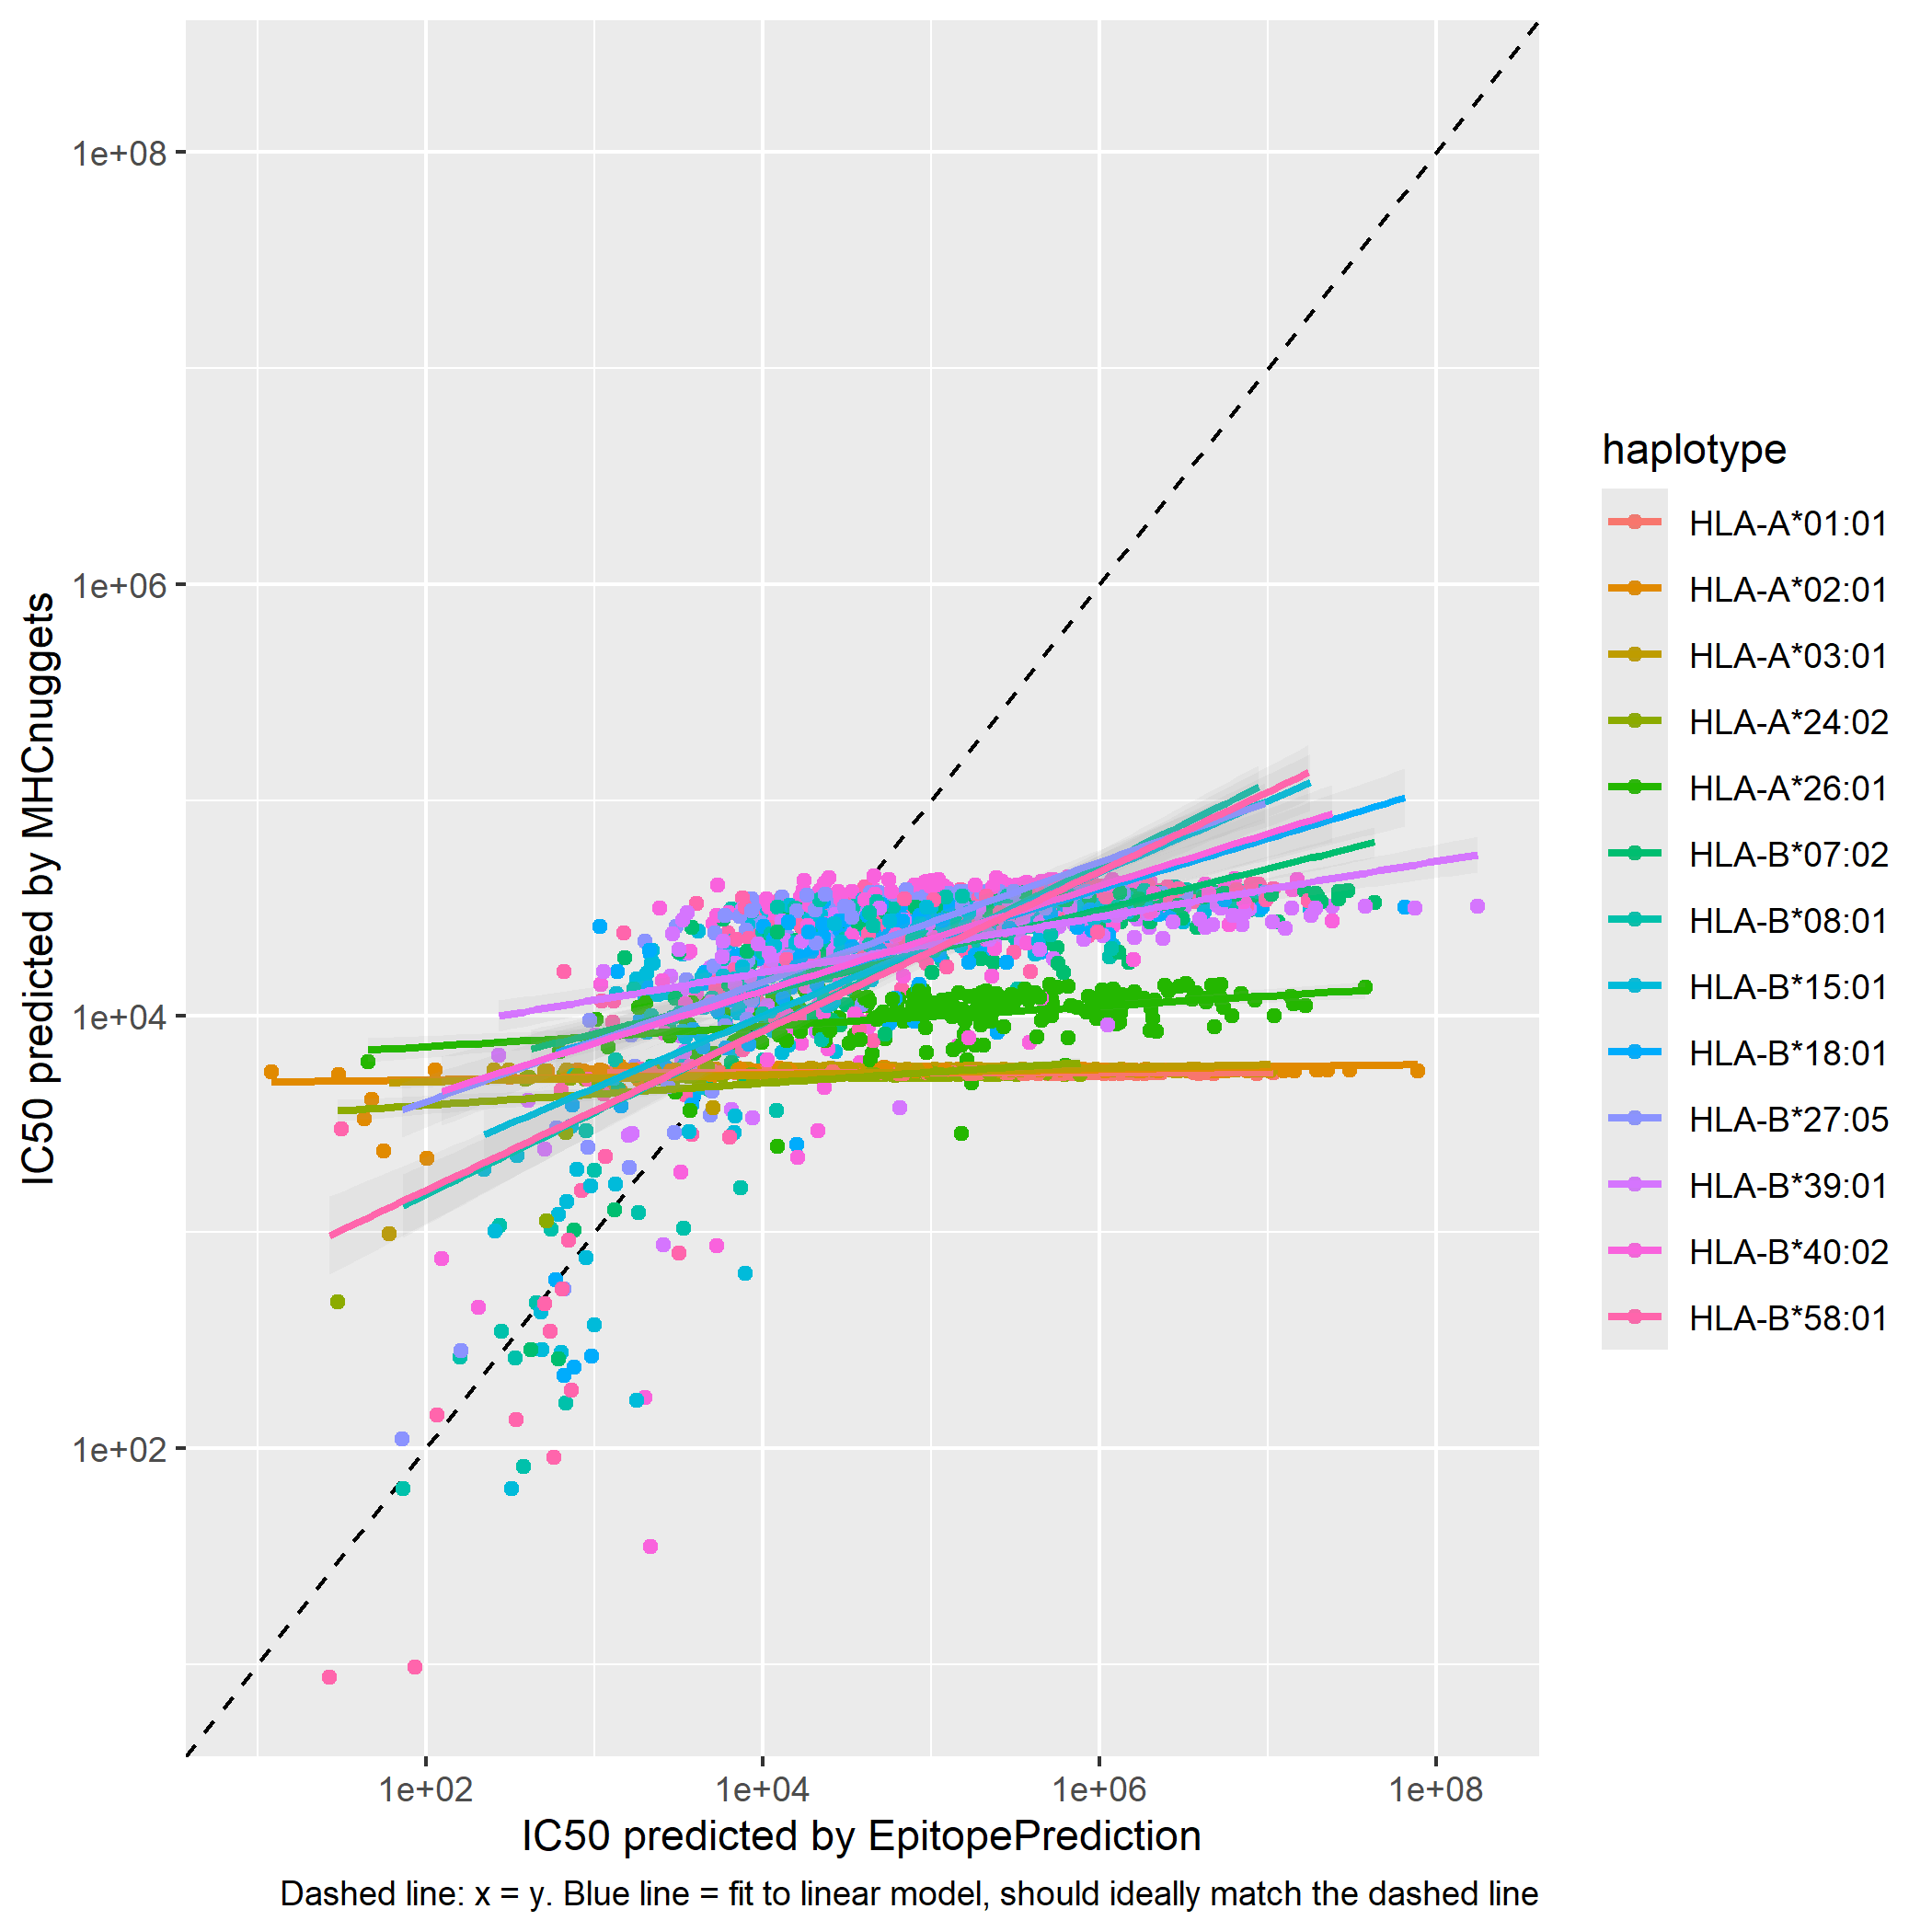 1e+08
1e+06
1e+04
1e+02
IC50 predicted by MHCnuggets
1e+02
1e+04
1e+06
1e+08
IC50 predicted by EpitopePrediction
Dashed line: x = y. Blue line = fit to linear model, should ideally match the dashed line
haplotype
HLA-A*01:01
HLA-A*02:01
HLA-A*03:01
HLA-A*24:02
HLA-A*26:01
HLA-B*07:02
HLA-B*08:01
HLA-B*15:01
HLA-B*18:01
HLA-B*27:05
HLA-B*39:01
HLA-B*40:02
HLA-B*58:01